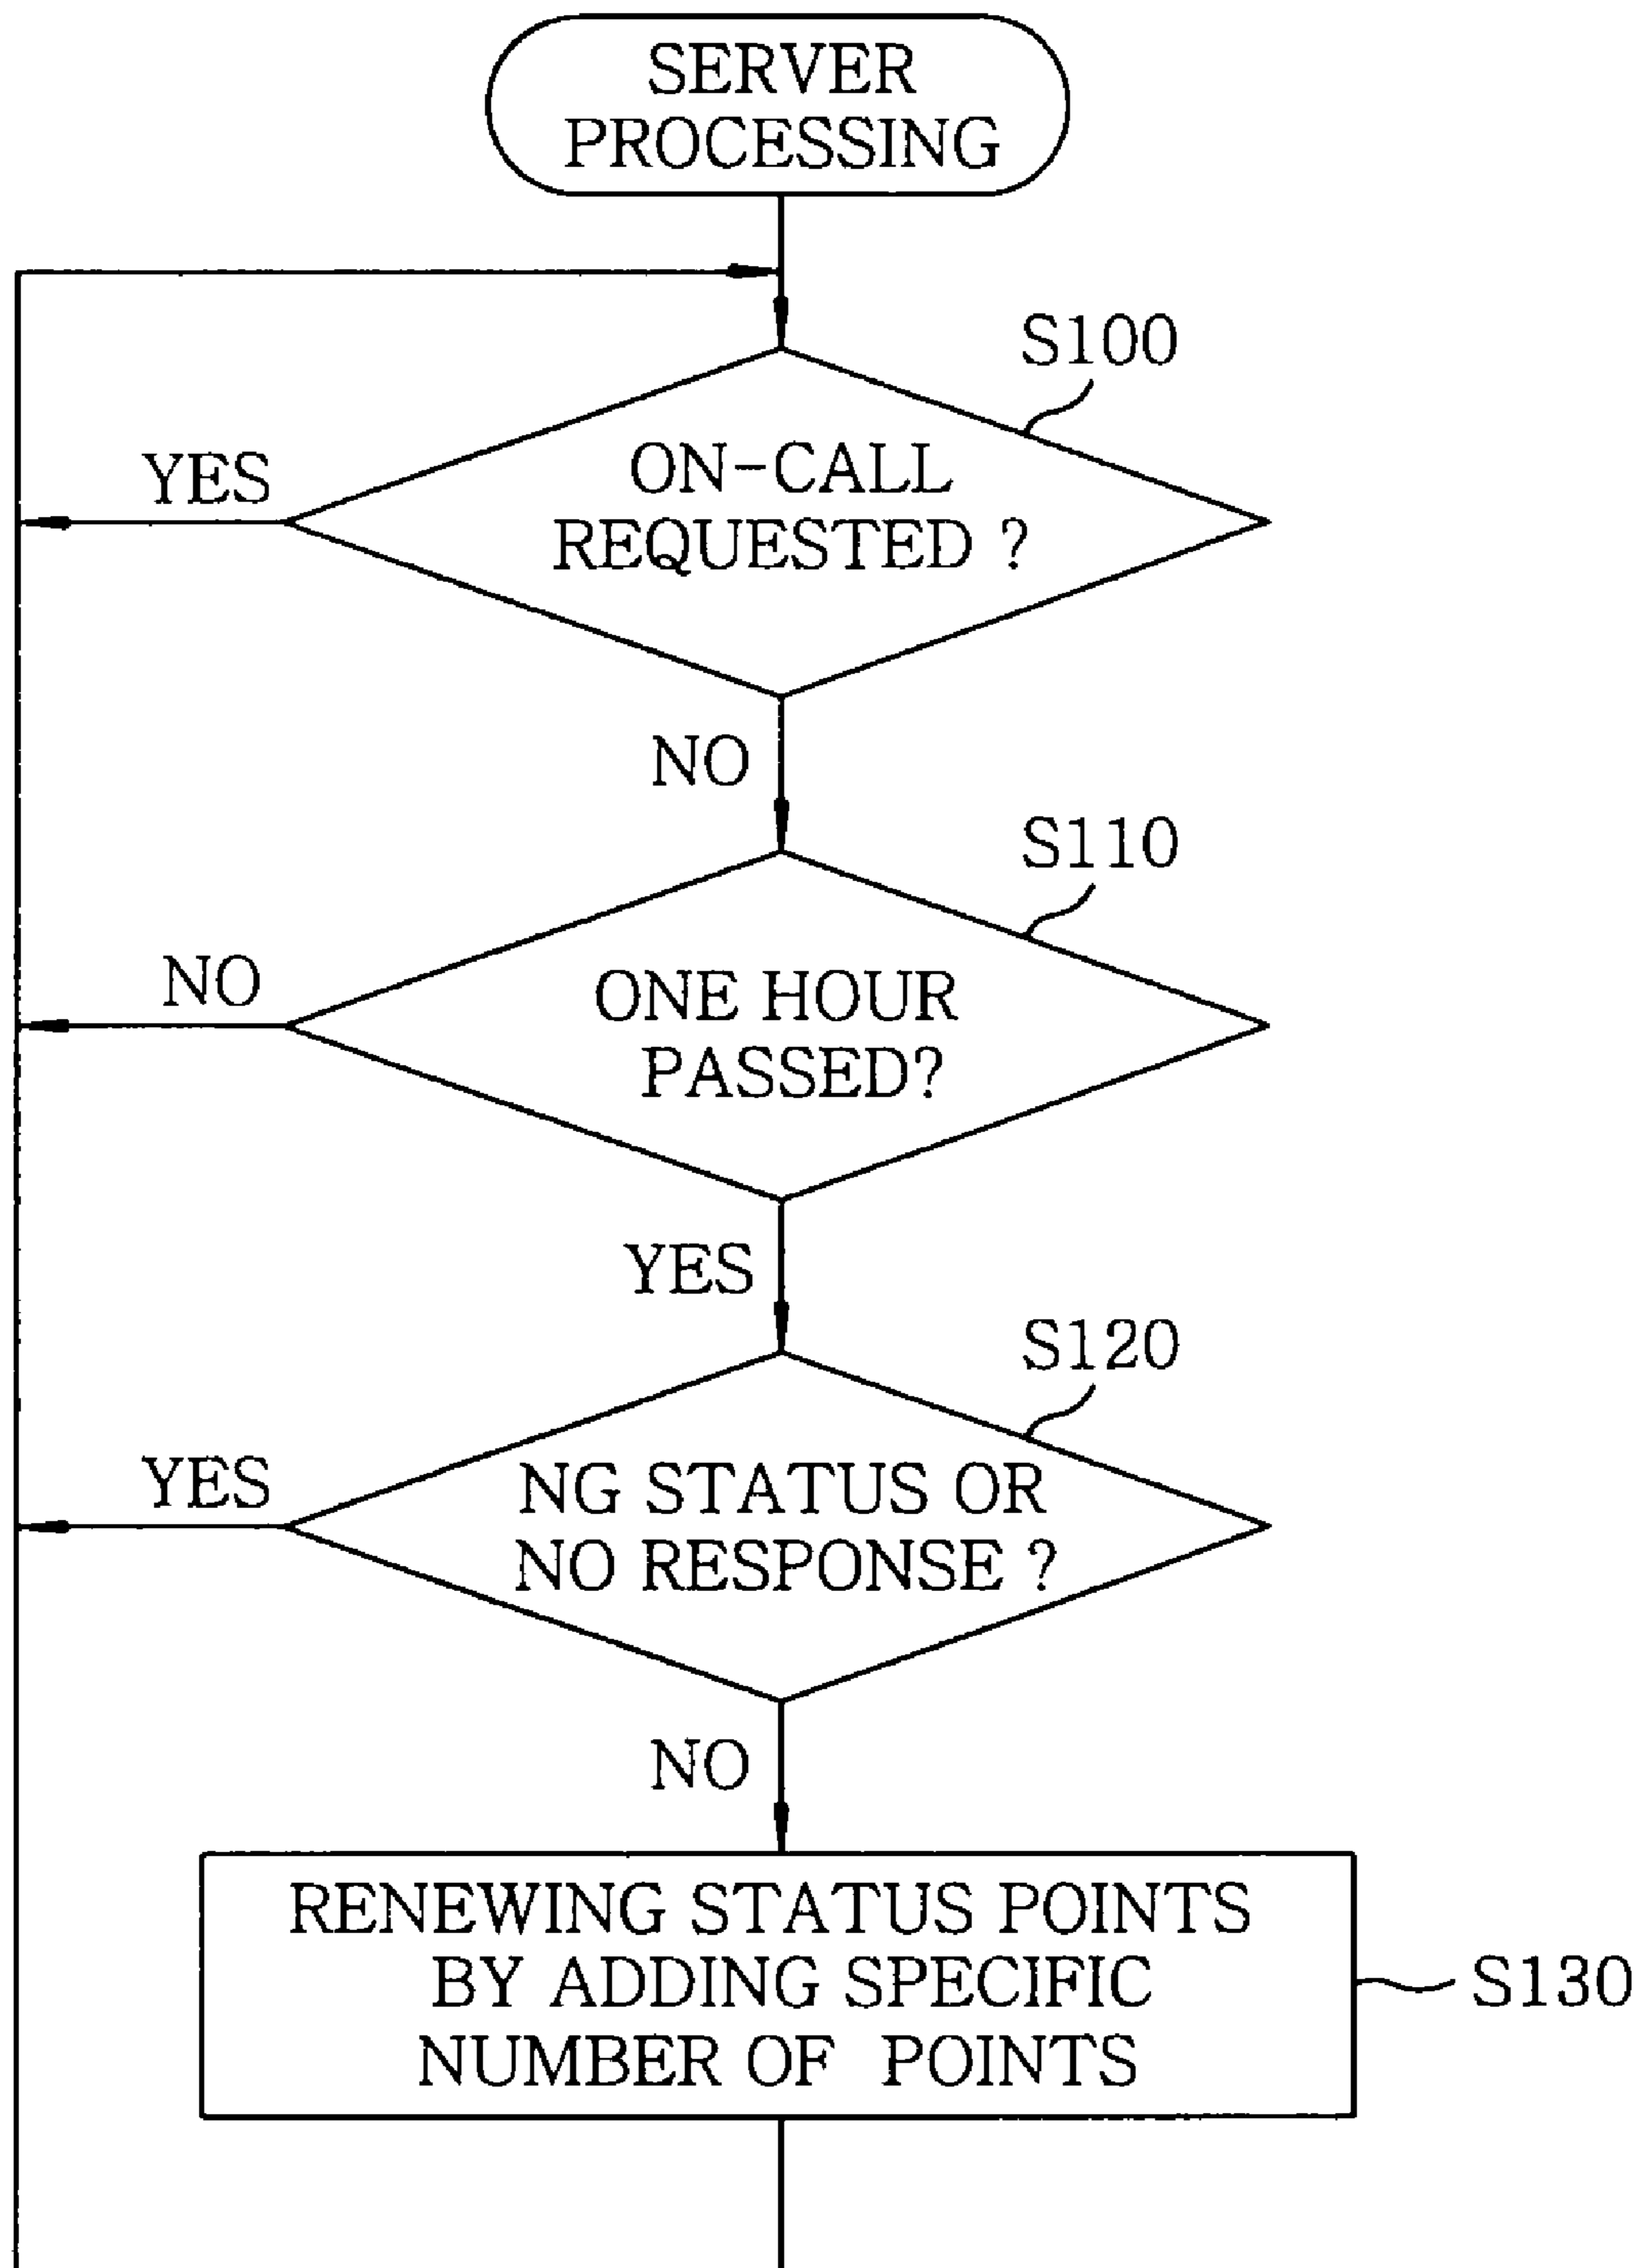 SERVER
PROCESSING
S100
YES
ON-CALL
REQUESTED ?
NO
S110
NO
ONE HOUR
PASSED?
YES
S120
YES
NG STATUS OR
NO RESPONSE ?
NO
RENEWING STATUS POINTS
BY ADDING SPECIFIC
NUMBER OF POINTS
S130